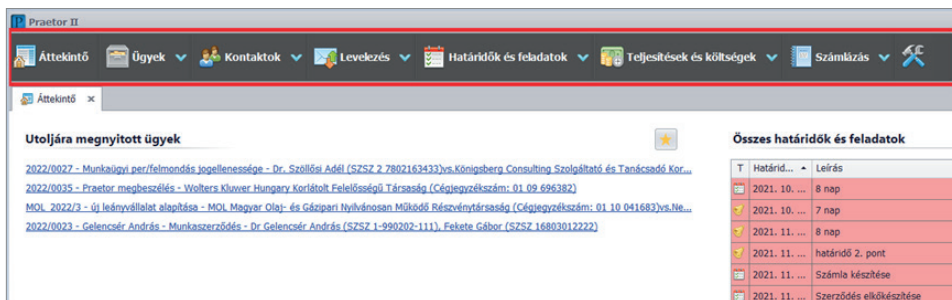 Praetor II
Áttekintő Ügyek Kontaktok Levelezés Határidők és feladatok Teljesítések és költségek Számlázás
Áttekintő ×
Utoljára megnyitott ügyek
2022/0027 - Munkaügyi per/felmondás jogellenessége - Dr. Szöllősi Adél (SZSZ 2 7802163433)vs.Königsberg Consulting Szolgáltató és Tanácsadó Kor...
2022/0035 - Praetor megbeszélés - Wolters Kluwer Hungary Korlátolt Felelősségű Társaság (Cégjegyzékszám: 01 09 696382)
MOL_2022/3 - új leányvállalat alapítása - MOL Magyar Olaj- és Gázipari Nyilvánosan Működő Részvénytársaság (Cégjegyzékszám: 01 10 041683)vs.Ne...
2022/0023 - Gelencsér András - Munkaszerződés - Dr Gelencsér András (SZSZ 1-990202-111), Fekete Gábor (SZSZ 16803012222)
Összes határidők és feladatok
T Határid... Leírás
2021. 10. ... 8 nap
2021. 10. ... 7 nap
2021. 11. ... 8 nap
2021. 11. ... határidő 2. pont
2021. 11. ... Számla készítése
2021. 11. ... Szerződés elkőkészítése